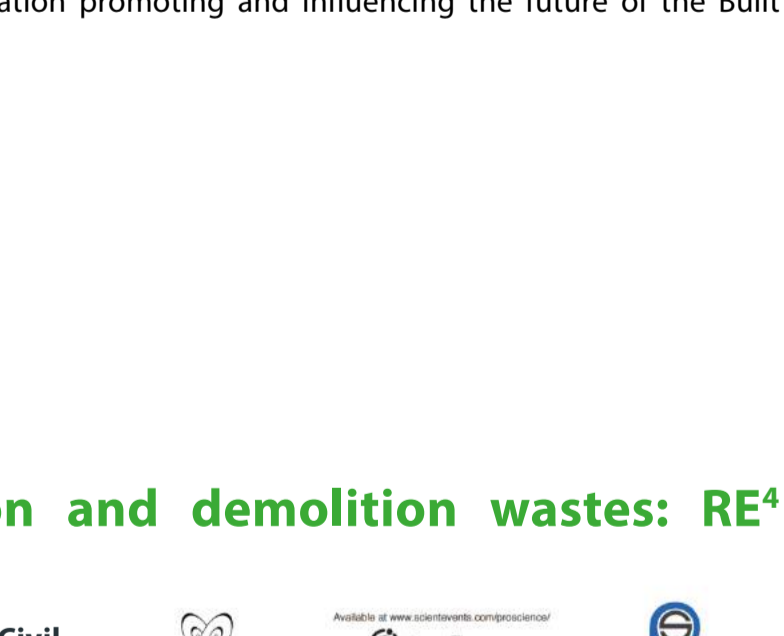 ation promoting and influencing the future of the Built
on and demolition wastes: RE⁴
Available at www.scientevents.com/proscience/
Civil